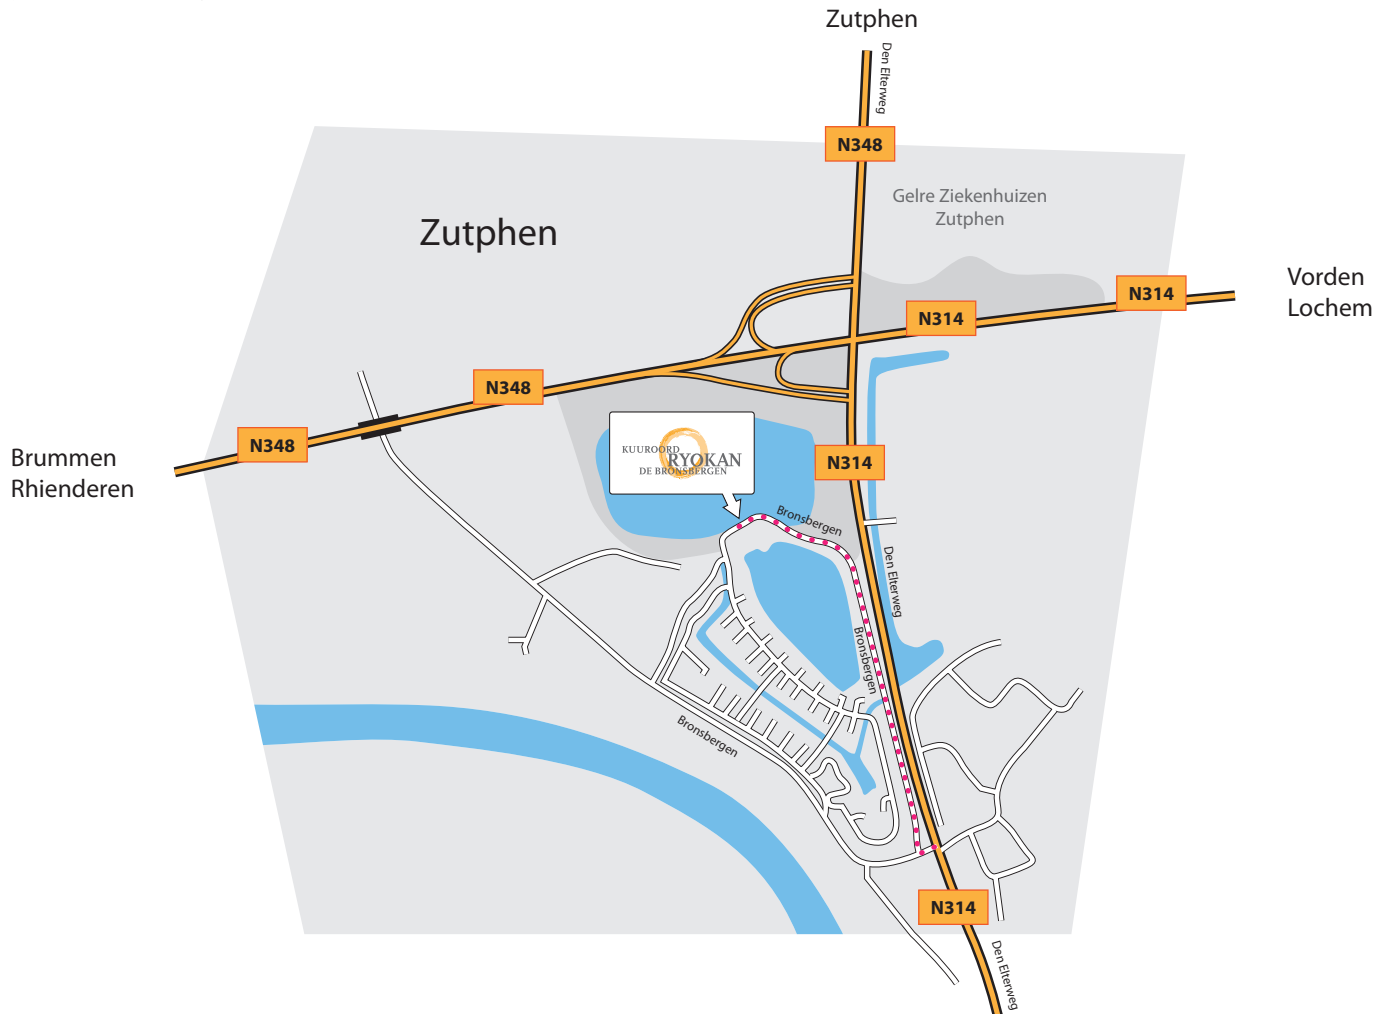 Zutphen
Den Elterweg
N348
Gelre Ziekenhuizen
Zutphen
Zutphen
Vorden
Lochem
N314
N314
N348
N348
Brummen
Rhienderen
KUUROORD
RYOKAN
DE BRONSBERGEN
N314
Bronsbergen
Den Elterweg
Bronsbergen
Bronsbergen
N314
Den Elterweg